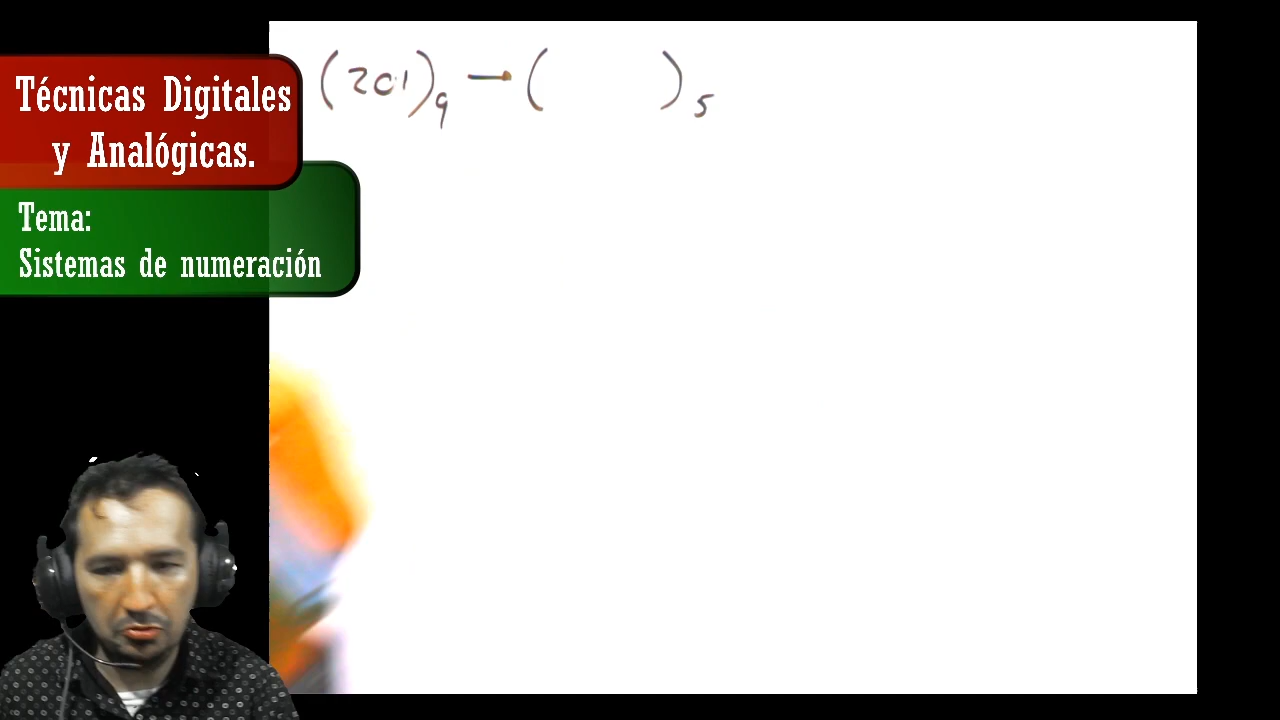 (201)₉ → ( )₅
Técnicas Digitales
y Analógicas.
Tema:
Sistemas de numeración